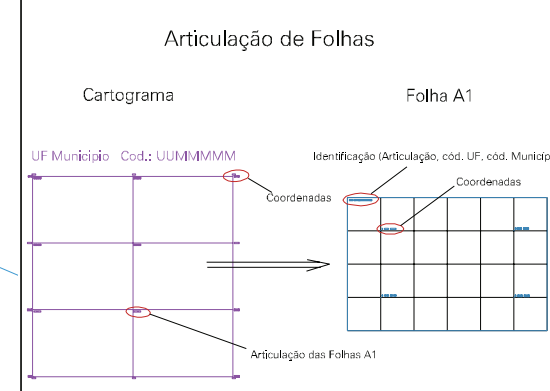 Articulação de Folhas
Cartograma
Folha A1
UF Municipio Cod.: UUMMMMM
Identificação (Articulação, cód. UF, cód. Municíp
Coordenadas
Coordenadas
Articulação das Folhas A1